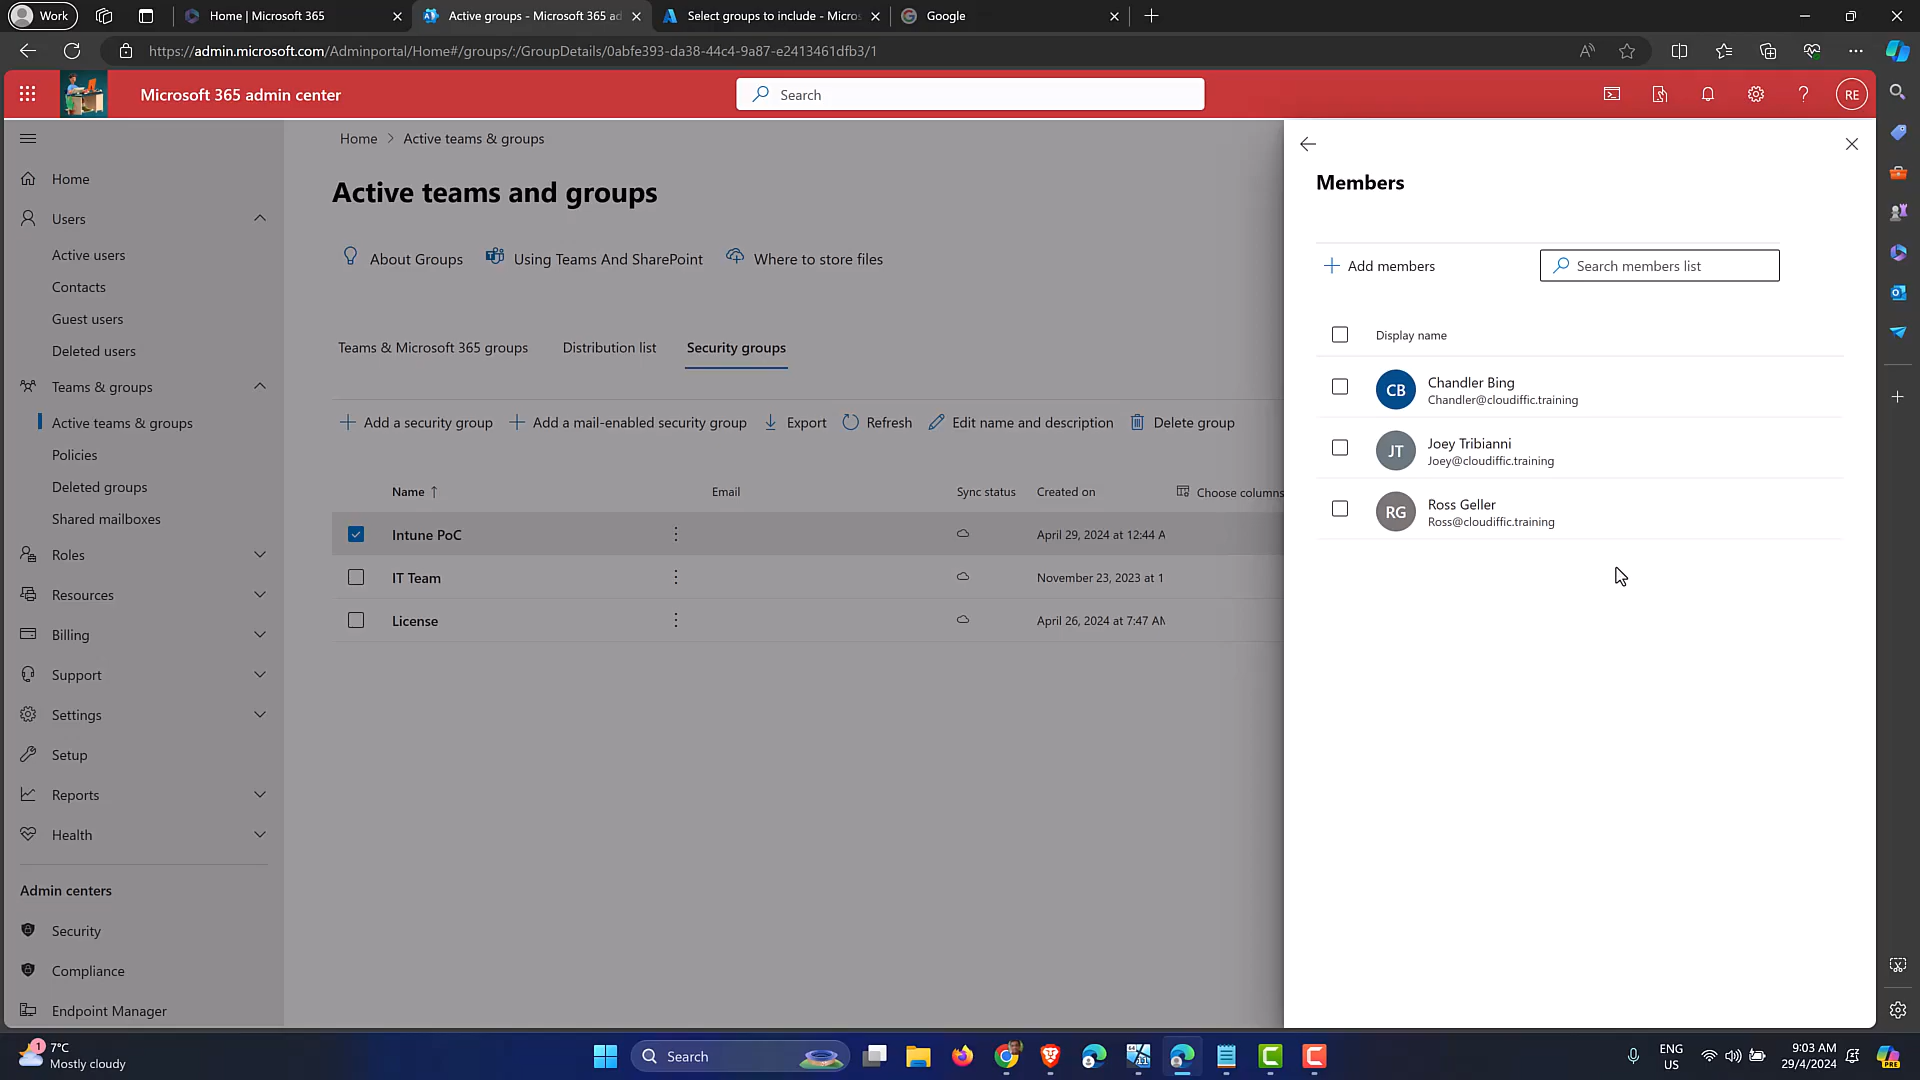 Work
Home | Microsoft 365
Active groups - Microsoft 365 ad
Select groups to include - Micros
Google
https://admin.microsoft.com/Adminportal/Home#/groups/:/GroupDetails/0abfe393-da38-44c4-9a87-e2413461dfb3/1
Microsoft 365 admin center
Search
RE
Home
Users
Active users
Contacts
Guest users
Deleted users
Teams & groups
Active teams & groups
Policies
Deleted groups
Shared mailboxes
Roles
Resources
Billing
Support
Settings
Setup
Reports
Health
Admin centers
Security
Compliance
Endpoint Manager
Home > Active teams & groups
Active teams and groups
About Groups
Using Teams And SharePoint
Where to store files
Teams & Microsoft 365 groups
Distribution list
Security groups
Add a security group
Add a mail-enabled security group
Export
Refresh
Edit name and description
Delete group
Name ↑
Email
Sync status
Created on
Choose columns
Intune PoC
April 29, 2024 at 12:44 A
IT Team
November 23, 2023 at 1
License
April 26, 2024 at 7:47 AM
Members
Add members
Search members list
Display name
CB
Chandler Bing
Chandler@cloudiffic.training
JT
Joey Tribianni
Joey@cloudiffic.training
RG
Ross Geller
Ross@cloudiffic.training
1
7°C
Mostly cloudy
Search
ENG
US
9:03 AM
29/4/2024
PRE